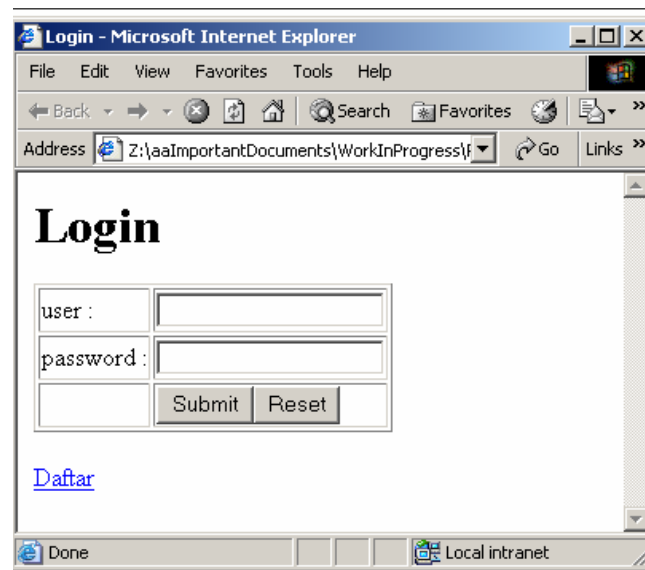 Login - Microsoft Internet Explorer
File Edit View Favorites Tools Help
Back Search Favorites »
Address Z:\aaImportantDocuments\WorkInProgress\ Go Links »
Login
user :
password :
Submit Reset
Daftar
Done Local intranet